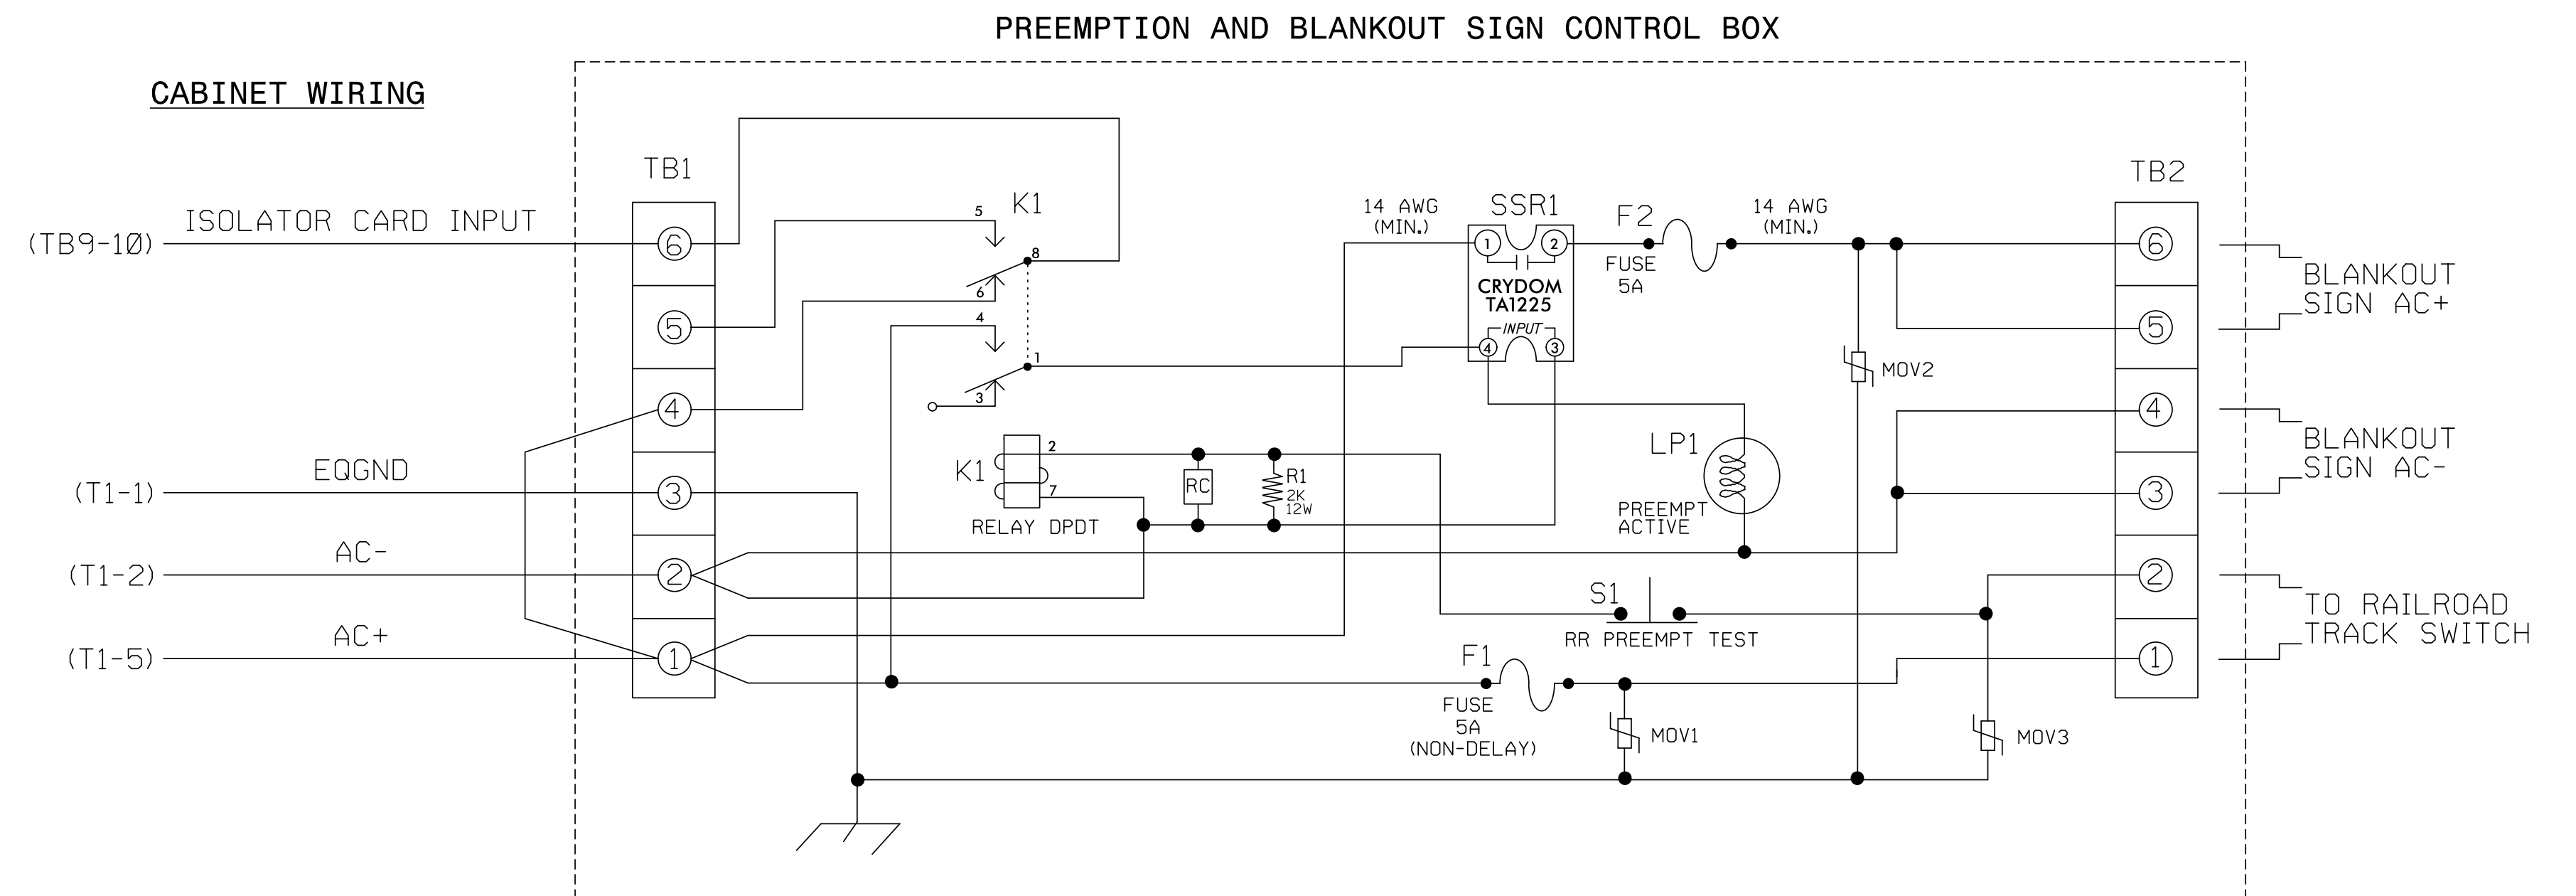 PREEMPTION AND BLANKOUT SIGN CONTROL BOX
CABINET WIRING
TB1
TB2
(TB9-10) ISOLATOR CARD INPUT
6
5
4
3
2
1
EQGND
(T1-1)
AC-
(T1-2)
AC+
(T1-5)
K1
5
8
6
4
1
3
K1
2
7
RELAY DPDT
RC
R1
2K
12W
14 AWG
(MIN.)
SSR1
1
2
CRYDOM
TA1225
INPUT
4
3
F2
FUSE
5A
14 AWG
(MIN.)
MOV2
LP1
PREEMPT
ACTIVE
S1
RR PREEMPT TEST
F1
FUSE
5A
(NON-DELAY)
MOV1
MOV3
6
5
4
3
2
1
BLANKOUT
SIGN AC+
BLANKOUT
SIGN AC-
TO RAILROAD
TRACK SWITCH